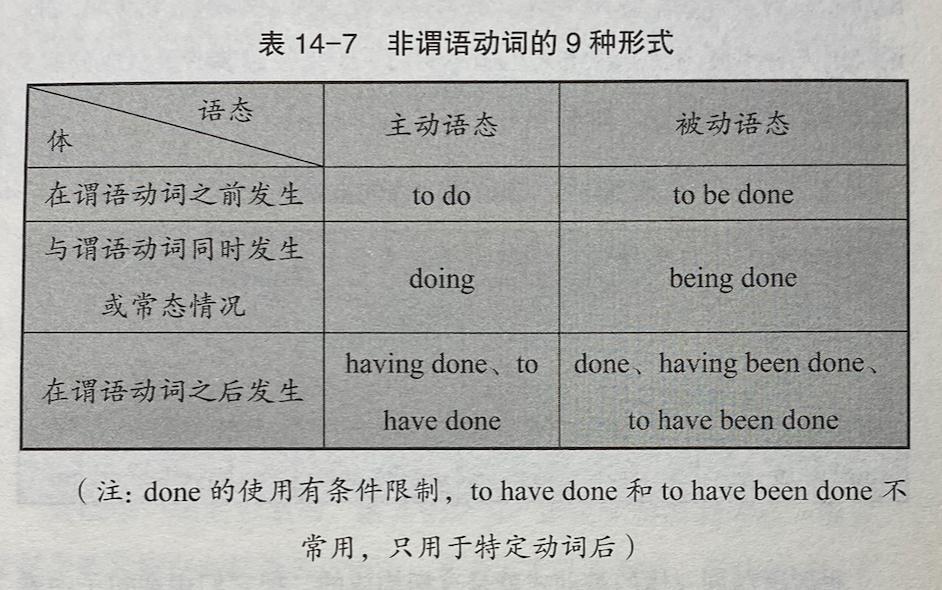 表 14-7 非谓语动词的 9 种形式
语态
体
主动语态
被动语态
在谓语动词之前发生
to do
to be done
与谓语动词同时发生
或常态情况
doing
being done
在谓语动词之后发生
having done、to
have done
done、having been done、
to have been done
（注：done 的使用有条件限制，to have done 和 to have been done 不
常用，只用于特定动词后）